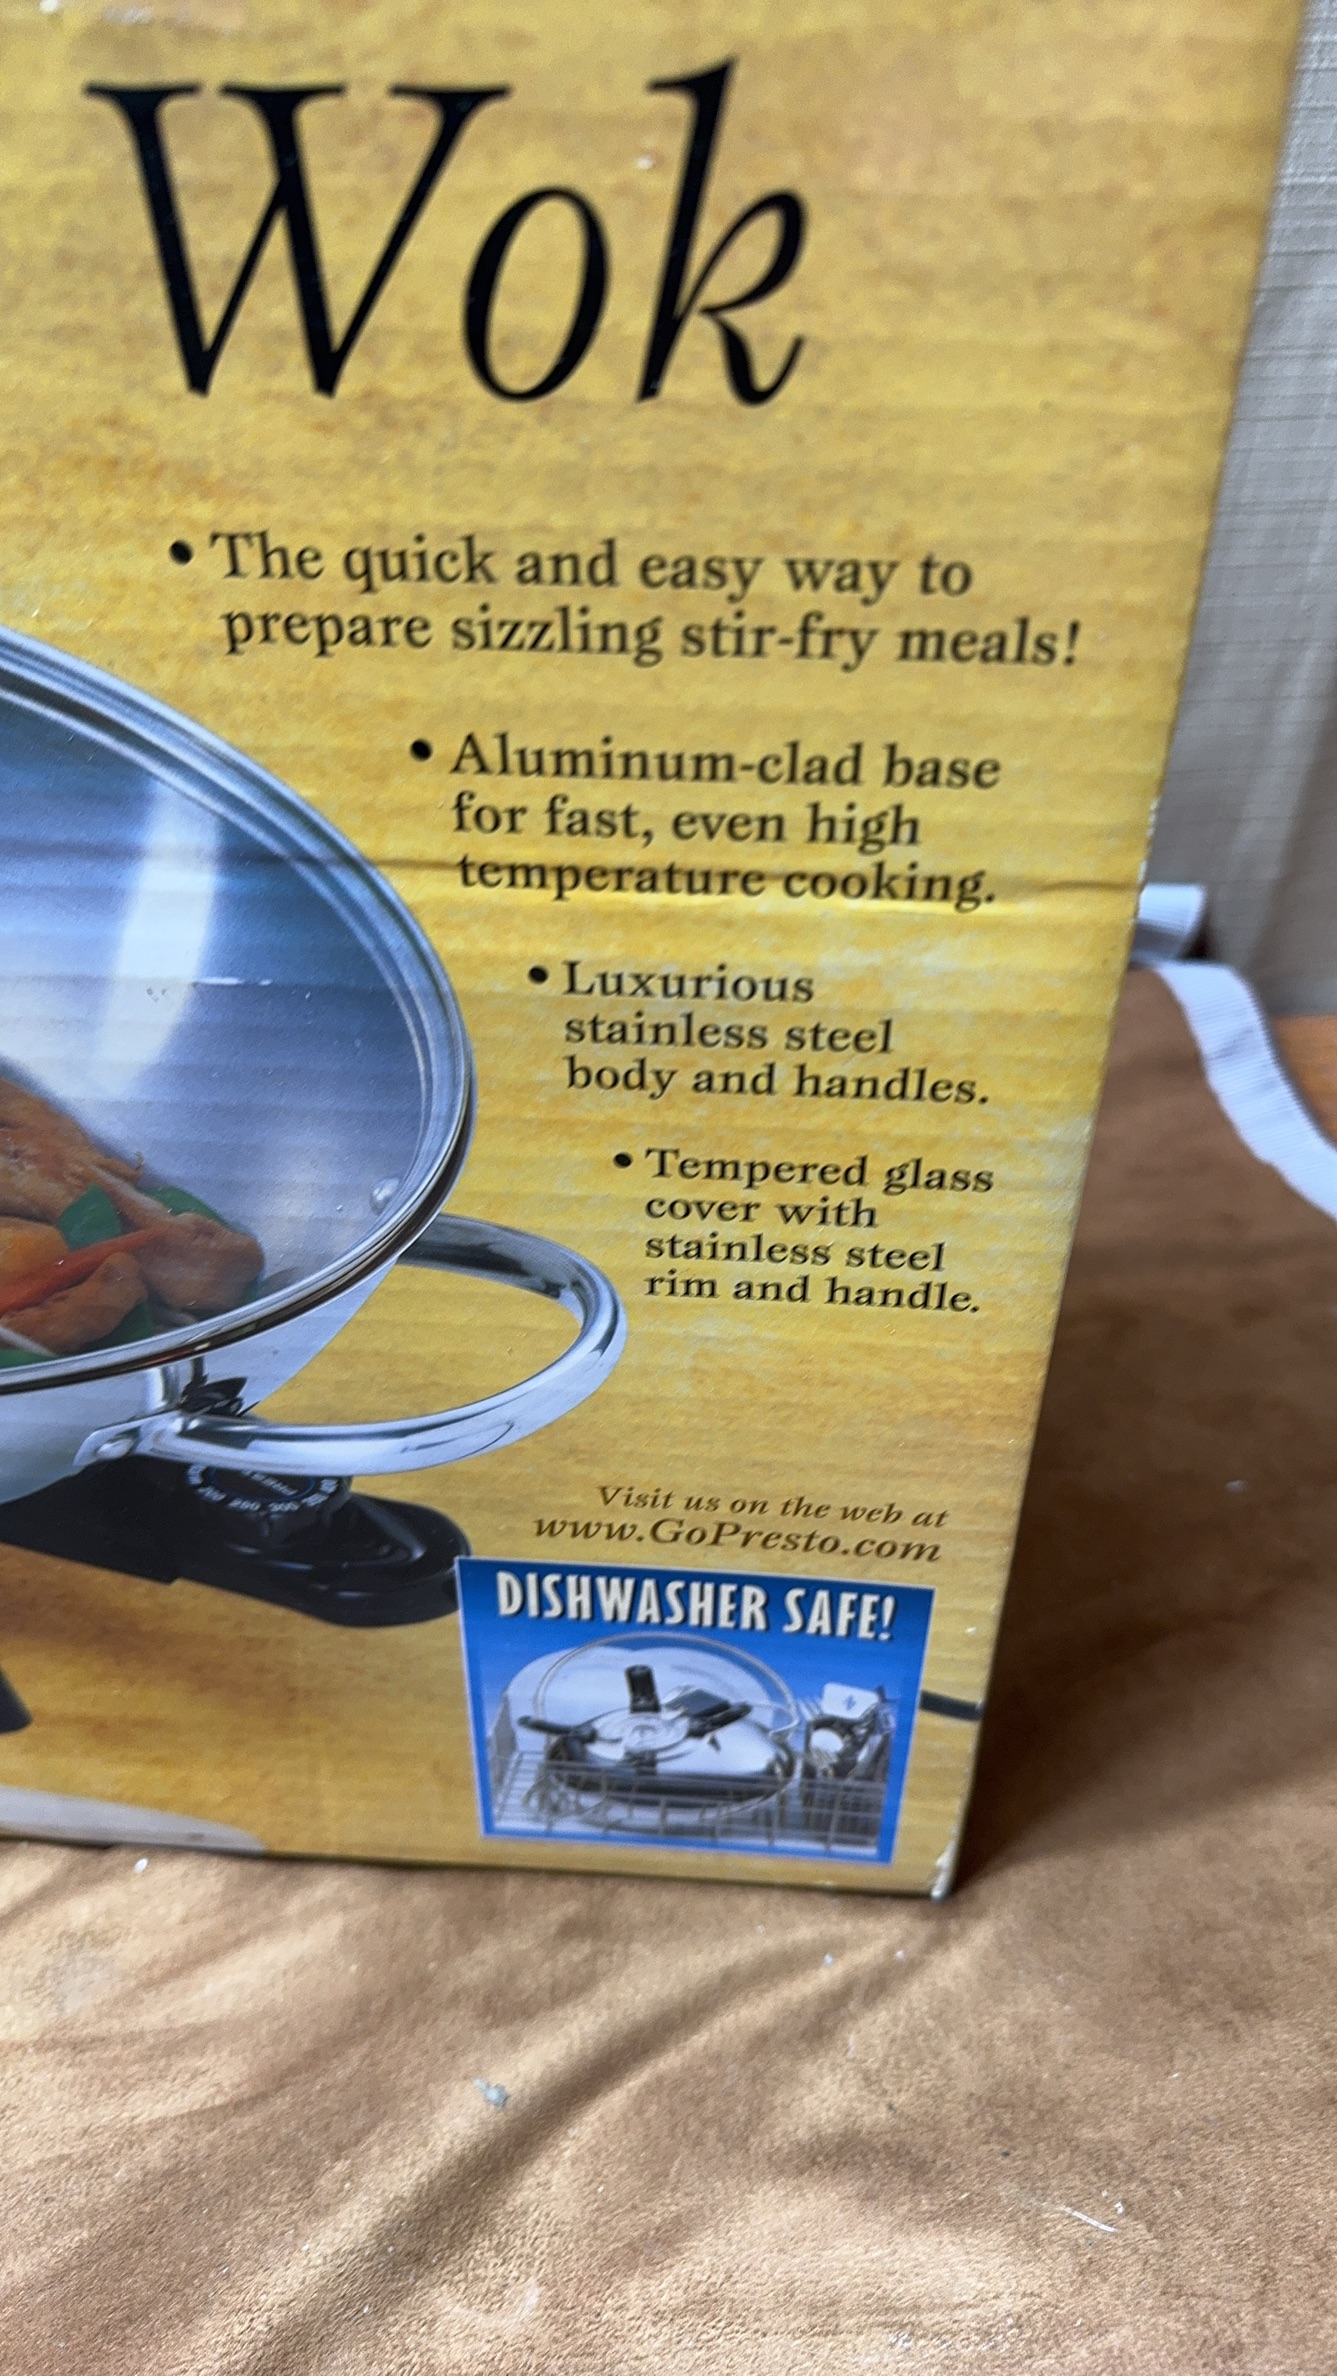 Wok
• The quick and easy way to
prepare sizzling stir-fry meals!
• Aluminum-clad base
for fast, even high
temperature cooking.
• Luxurious
stainless steel
body and handles.
• Tempered glass
cover with
stainless steel
rim and handle.
Visit us on the web at
www.GoPresto.com
DISHWASHER SAFE!